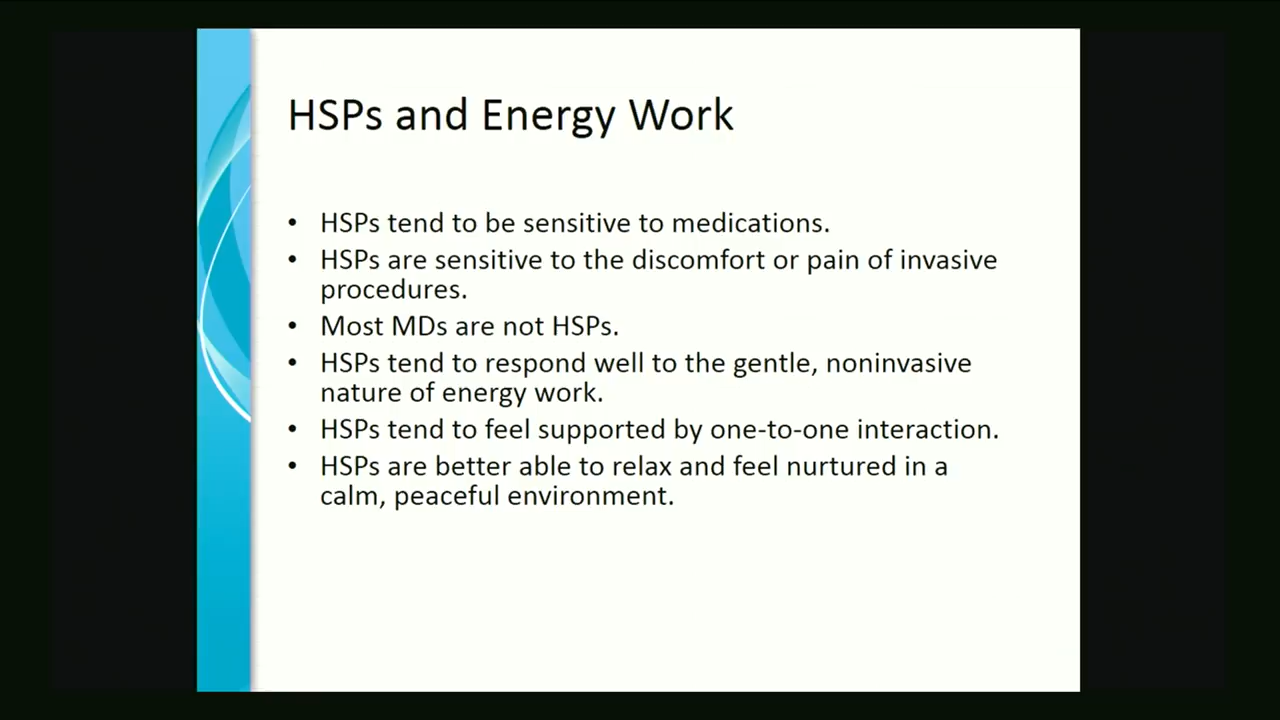 HSPs and Energy Work
• HSPs tend to be sensitive to medications.
• HSPs are sensitive to the discomfort or pain of invasive
procedures.
• Most MDs are not HSPs.
• HSPs tend to respond well to the gentle, noninvasive
nature of energy work.
• HSPs tend to feel supported by one-to-one interaction.
• HSPs are better able to relax and feel nurtured in a
calm, peaceful environment.